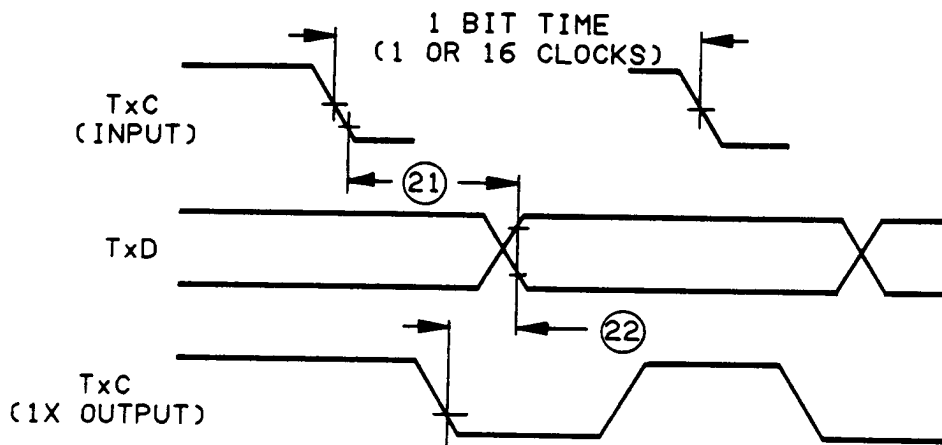 1 BIT TIME
(1 OR 16 CLOCKS)
TxC
(INPUT)
21
TxD
22
TxC
(1X OUTPUT)